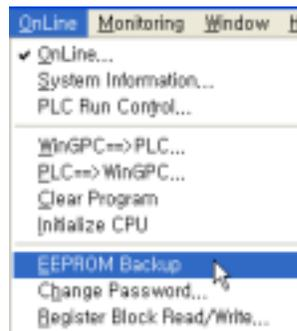 OnLine Monitoring Window
✔ OnLine...
System Information...
PLC Run Control...
WinGPC==>PLC...
PLC==>WinGPC...
Clear Program
Initialize CPU
EEPROM Backup
Change Password...
Register Block Read/Write...